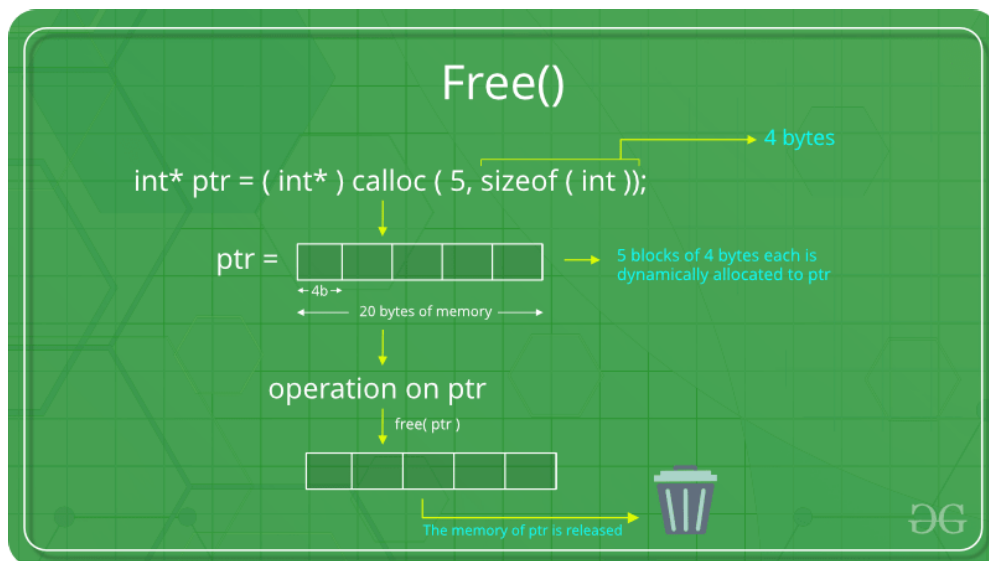 Free()
4 bytes
int* ptr = ( int* ) calloc ( 5, sizeof ( int ));
ptr =
5 blocks of 4 bytes each is
dynamically allocated to ptr
4b
20 bytes of memory
operation on ptr
free( ptr )
The memory of ptr is released